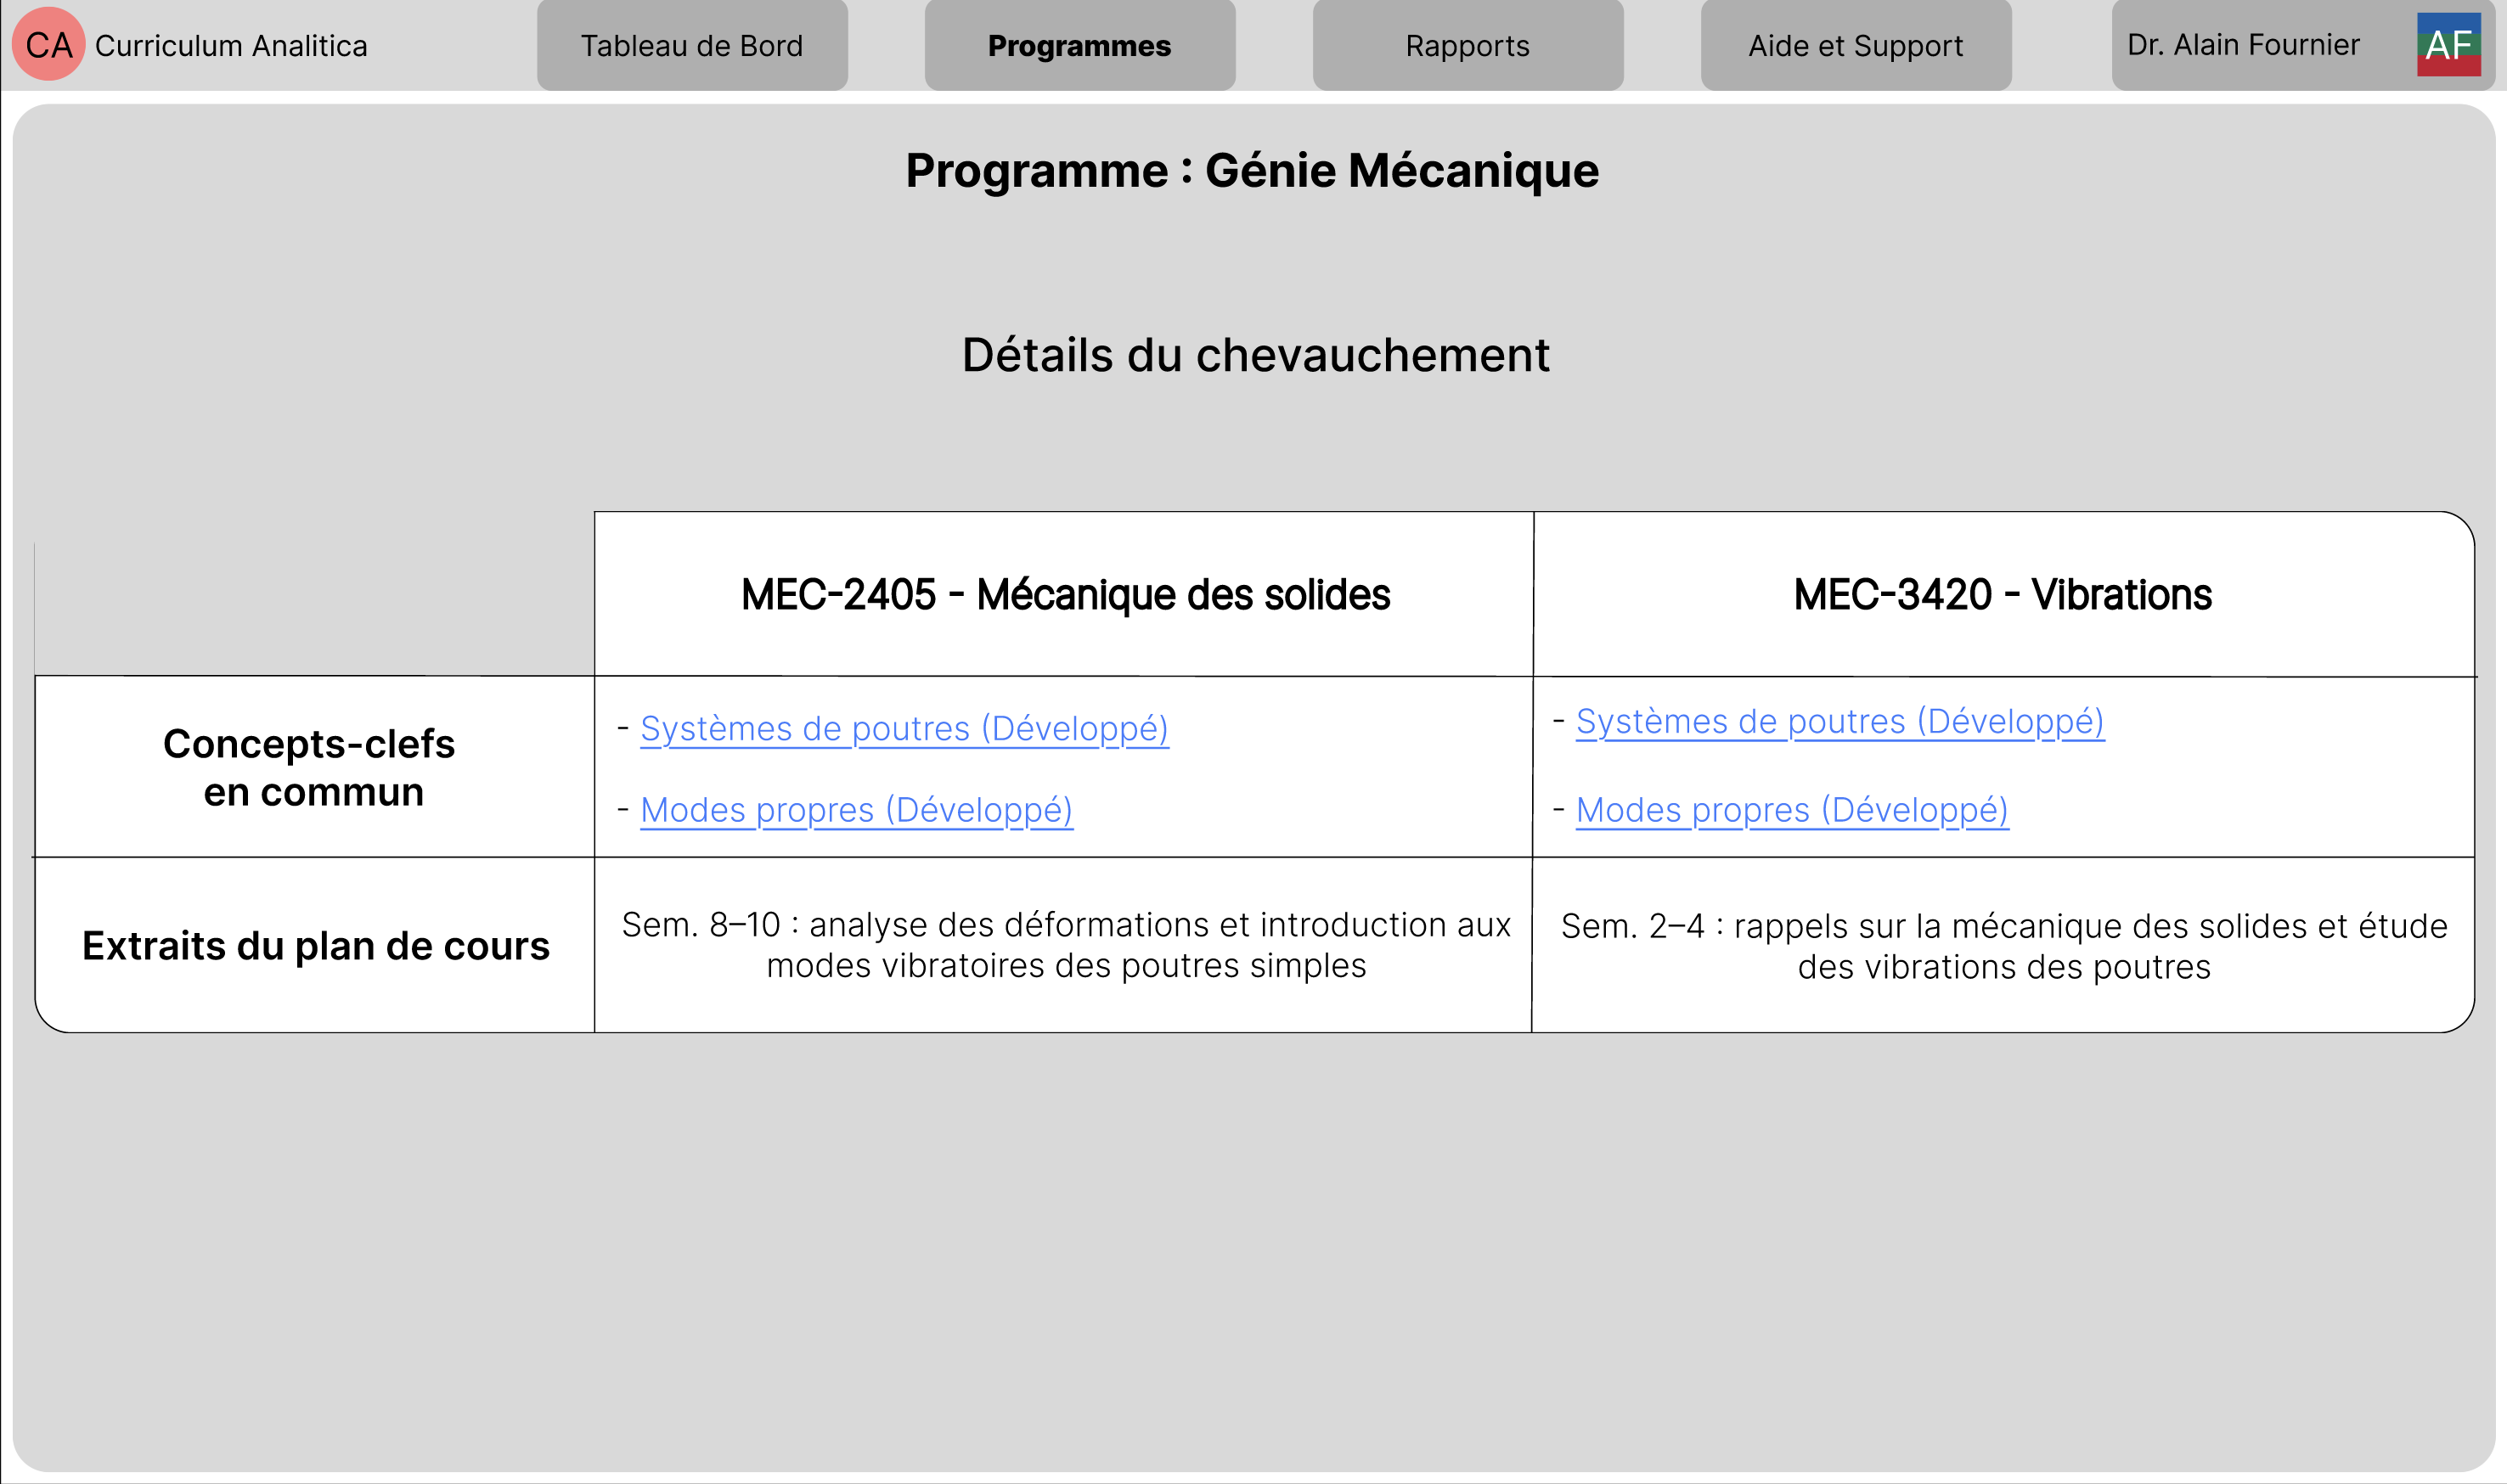 CA Curriculum Analitica
Tableau de Bord
Programmes
Rapports
Aide et Support
Dr. Alain Fournier
AF
Programme : Génie Mécanique
Détails du chevauchement
MEC-2405 - Mécanique des solides
MEC-3420 - Vibrations
Concepts-clefs
en commun
- Systèmes de poutres (Développé)
- Modes propres (Développé)
- Systèmes de poutres (Développé)
- Modes propres (Développé)
Extraits du plan de cours
Sem. 8–10 : analyse des déformations et introduction aux
modes vibratoires des poutres simples
Sem. 2–4 : rappels sur la mécanique des solides et étude
des vibrations des poutres